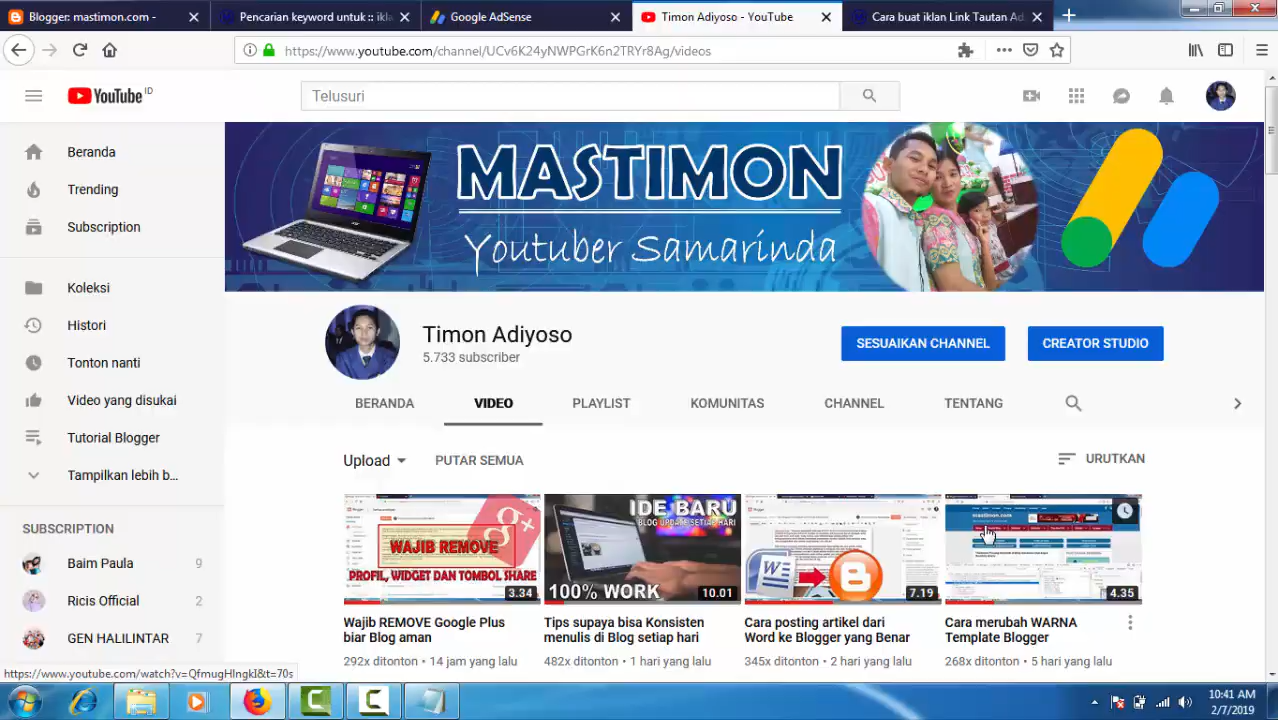 Blogger: mastimon.com -
Pencarian keyword untuk :: ikla
Google AdSense
Timon Adiyoso - YouTube
Cara buat iklan Link Tautan Ad
https://www.youtube.com/channel/UCv6K24yNWPGrK6n2TRYr8Ag/videos
YouTube ID
Telusuri
Beranda
Trending
Subscription
Koleksi
Histori
Tonton nanti
Video yang disukai
Tutorial Blogger
Tampilkan lebih b...
SUBSCRIPTION
Baim Paula 9
Ricis Official 2
GEN HALILINTAR 7
MASTIMON
Youtuber Samarinda
Timon Adiyoso
5.733 subscriber
SESUAIKAN CHANNEL
CREATOR STUDIO
BERANDA
VIDEO
PLAYLIST
KOMUNITAS
CHANNEL
TENTANG
Upload
PUTAR SEMUA
URUTKAN
WAJIB REMOVE
PROFIL, WIDGET DAN TOMBOL SHARE
3.34
Wajib REMOVE Google Plus
biar Blog aman
292x ditonton · 14 jam yang lalu
IDE BARU
BLOG UPDATE SETIAP HARI
100% WORK
10.01
Tips supaya bisa Konsisten
menulis di Blog setiap hari
482x ditonton · 1 hari yang lalu
7.19
Cara posting artikel dari
Word ke Blogger yang Benar
345x ditonton · 2 hari yang lalu
mastimon.com
4.35
Cara merubah WARNA
Template Blogger
268x ditonton · 5 hari yang lalu
https://www.youtube.com/watch?v=QfmugHIngkI&t=70s
10:41 AM
2/7/2019